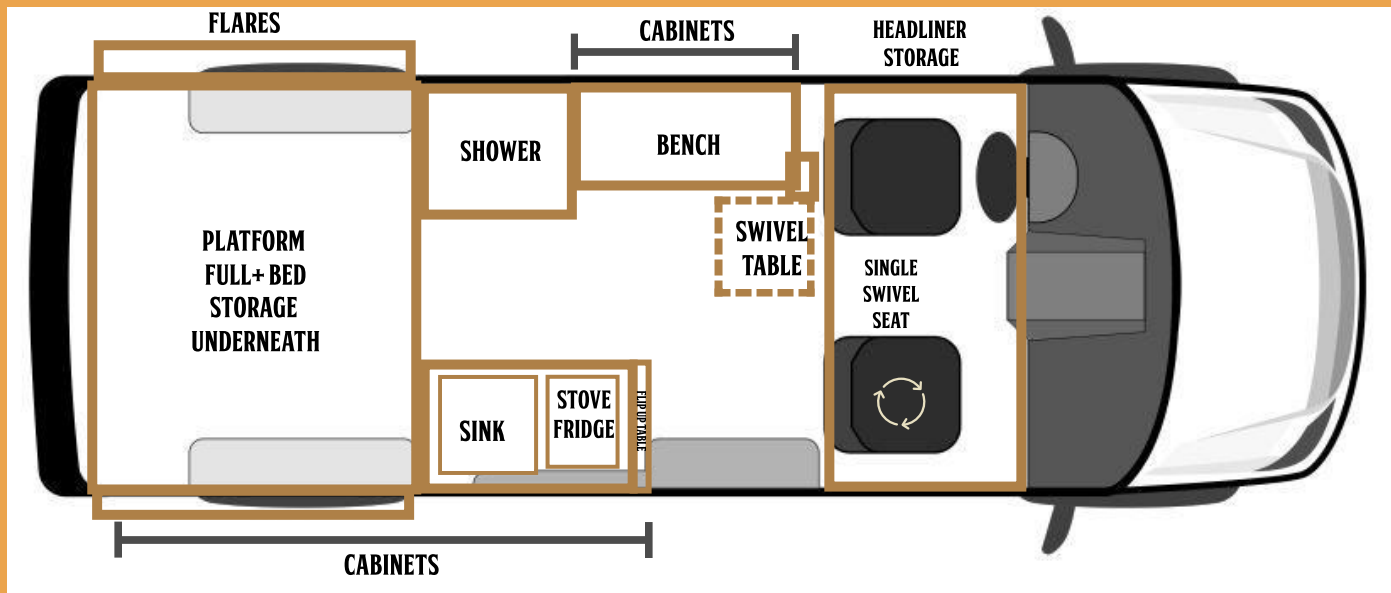 FLARES
CABINETS
HEADLINER
STORAGE
SHOWER
BENCH
SWIVEL
TABLE
PLATFORM
FULL+ BED
STORAGE
UNDERNEATH
SINGLE
SWIVEL
SEAT
SINK
STOVE
FRIDGE
FLIP UP TABLE
CABINETS